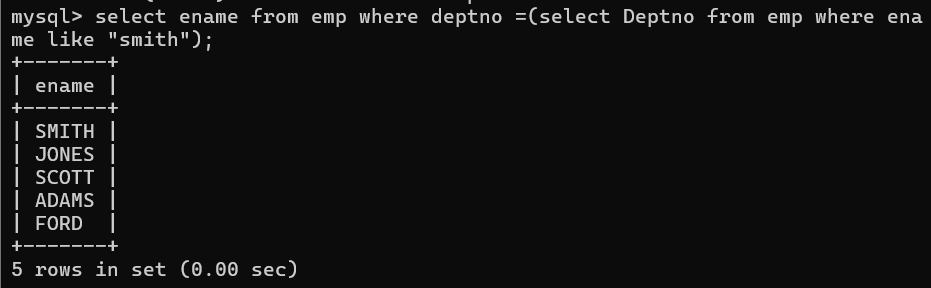 mysql> select ename from emp where deptno =(select Deptno from emp where ena
me like "smith");
+-------+
| ename |
+-------+
| SMITH |
| JONES |
| SCOTT |
| ADAMS |
| FORD  |
+-------+
5 rows in set (0.00 sec)